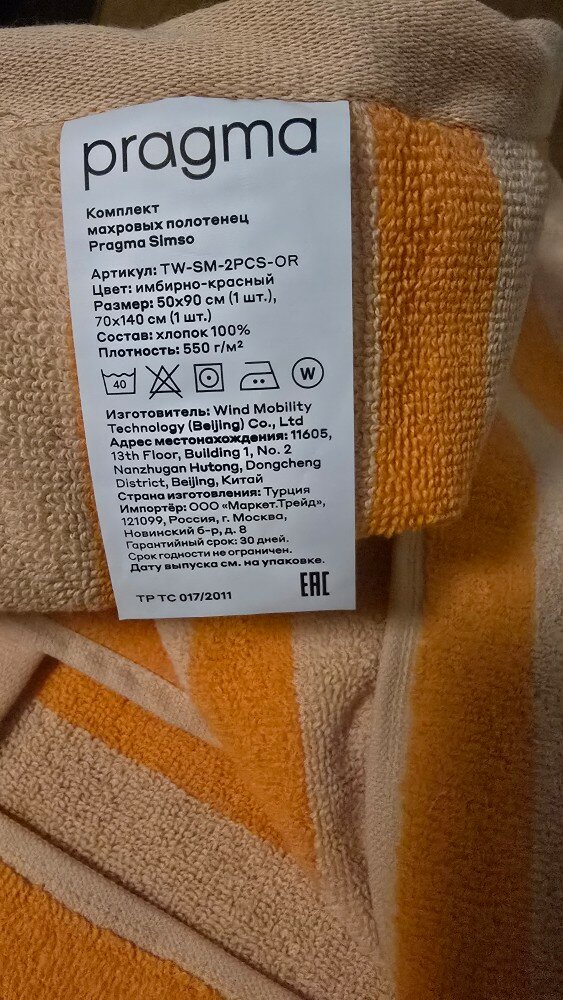 pragma
Комплект
махровых полотенец
Pragma Simso
Артикул: TW-SM-2PCS-OR
Цвет: имбирно-красный
Размер: 50x90 см (1 шт.),
70x140 см (1 шт.)
Состав: хлопок 100%
Плотность: 550 г/м²
40
W
Изготовитель: Wind Mobility
Technology (Beijing) Co., Ltd
Адрес местонахождения: 11605,
13th Floor, Building 1, No. 2
Nanzhugan Hutong, Dongcheng
District, Beijing, Китай
Страна изготовления: Турция
Импортёр: ООО «Маркет.Трейд»,
121099, Россия, г. Москва,
Новинский б-р, д. 8
Гарантийный срок: 30 дней.
Срок годности не ограничен.
Дату выпуска см. на упаковке.
ТР ТС 017/2011
EAC